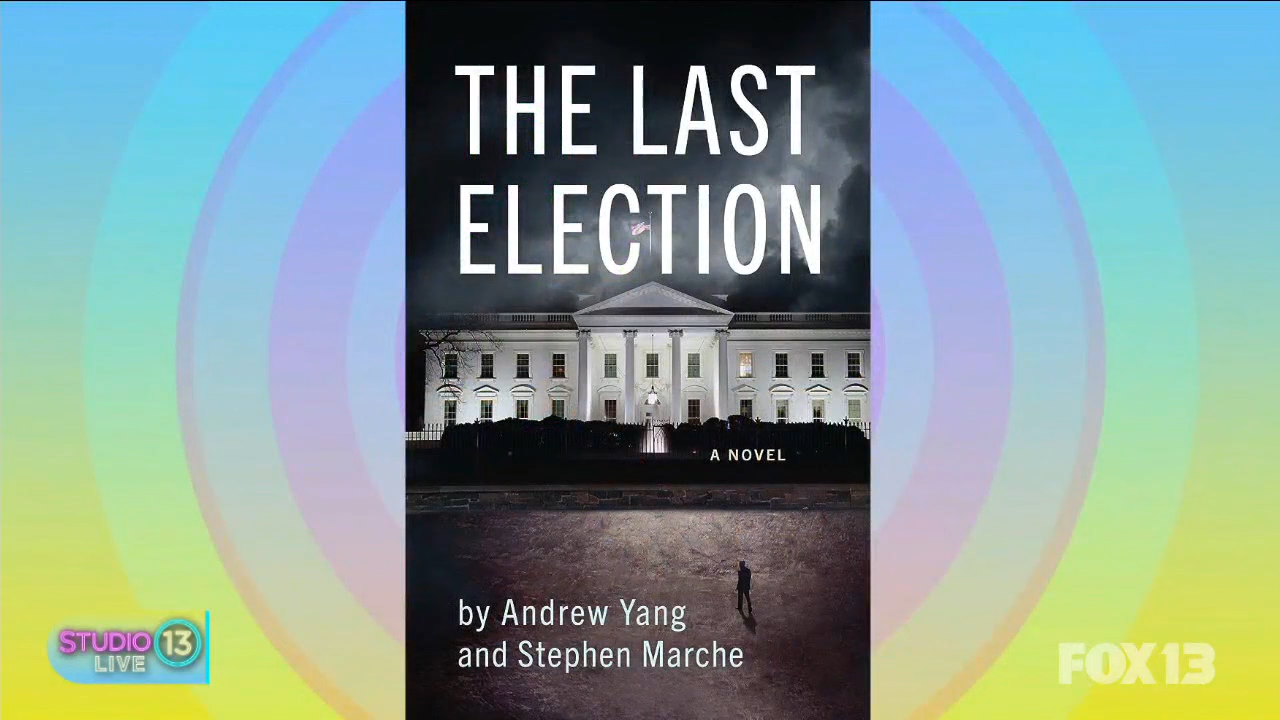 THE LAST
ELECTION
A NOVEL
by Andrew Yang
and Stephen Marche
STUDIO 13
LIVE
FOX13